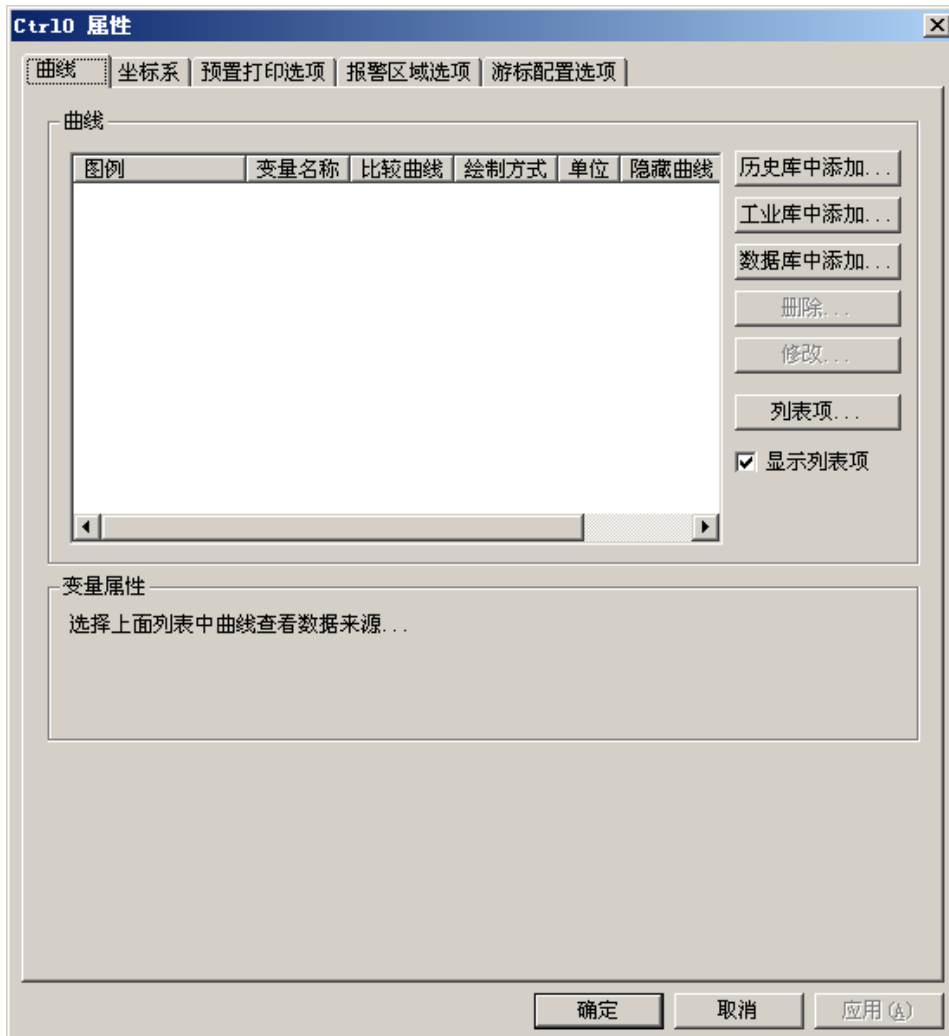 Ctrl0 属性
曲线 坐标系 预置打印选项 报警区域选项 游标配置选项
曲线
图例 变量名称 比较曲线 绘制方式 单位 隐藏曲线
历史库中添加...
工业库中添加...
数据库中添加...
删除...
修改...
列表项...
显示列表项
变量属性
选择上面列表中曲线查看数据来源...
确定 取消 应用(A)